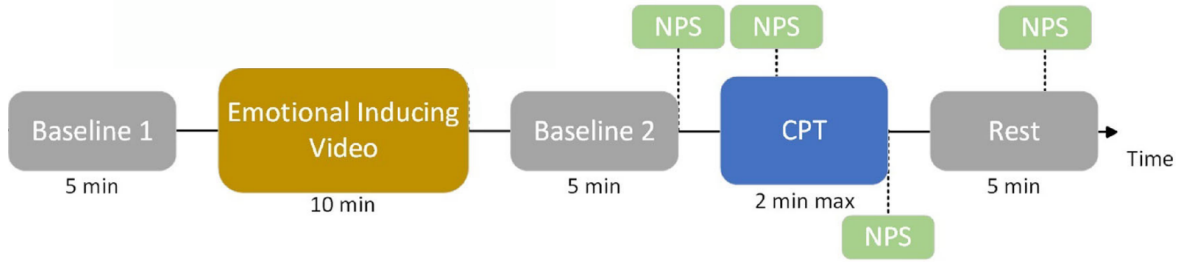 NPS
NPS
NPS
Baseline 1
Emotional Inducing
Video
Baseline 2
CPT
Rest
Time
5 min
10 min
5 min
2 min max
5 min
NPS